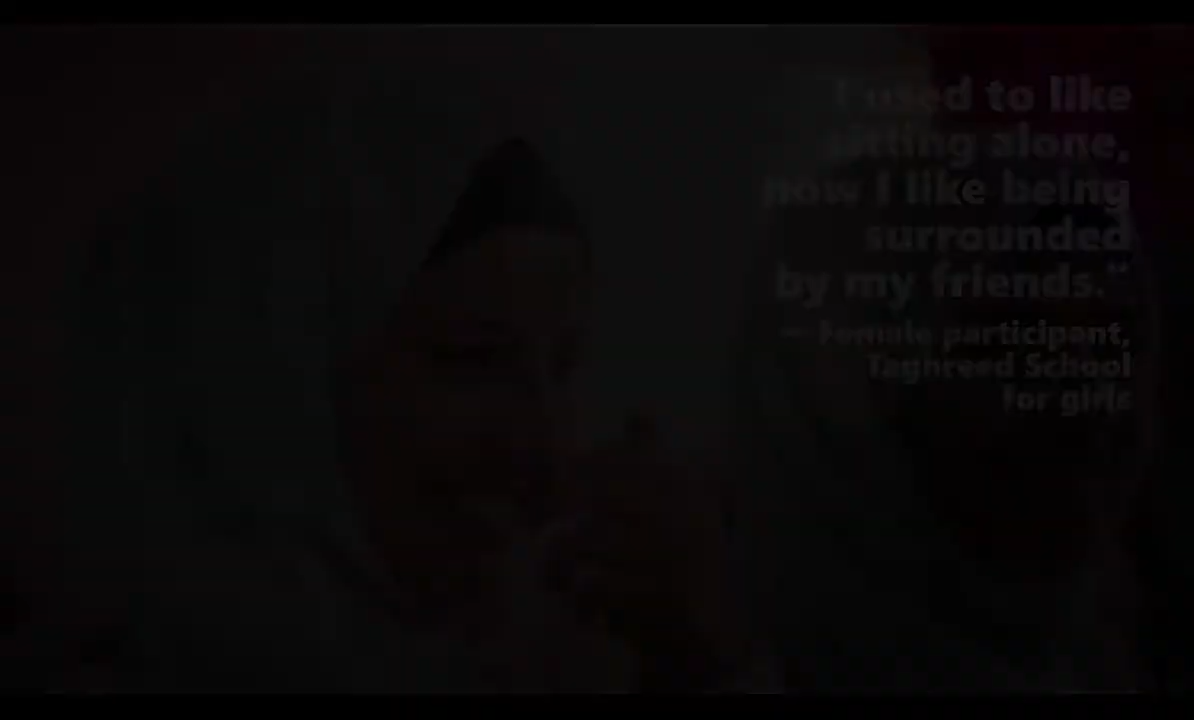 I used to like
sitting alone,
now I like being
surrounded
by my friends."
— Female participant,
Taghreed School
for girls